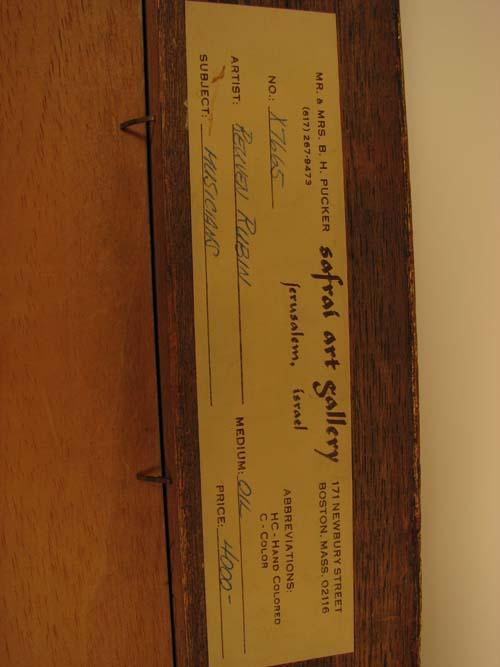 MR. & MRS. B. H. PUCKER
(617) 267-9473
safrai art gallery
Jerusalem, israel
171 NEWBURY STREET
BOSTON, MASS. 02116
NO.: X7665
ABBREVIATIONS:
HC - HAND COLORED
C - COLOR
ARTIST: REUVEN RUBIN
MEDIUM: OIL
SUBJECT: MUSICIANS
PRICE: 4000-